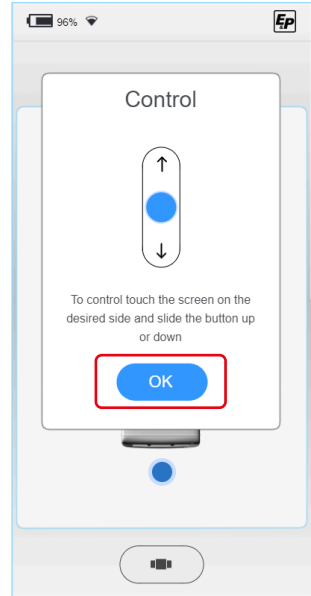 96%
EP
Control
To control touch the screen on the
desired side and slide the button up
or down
OK